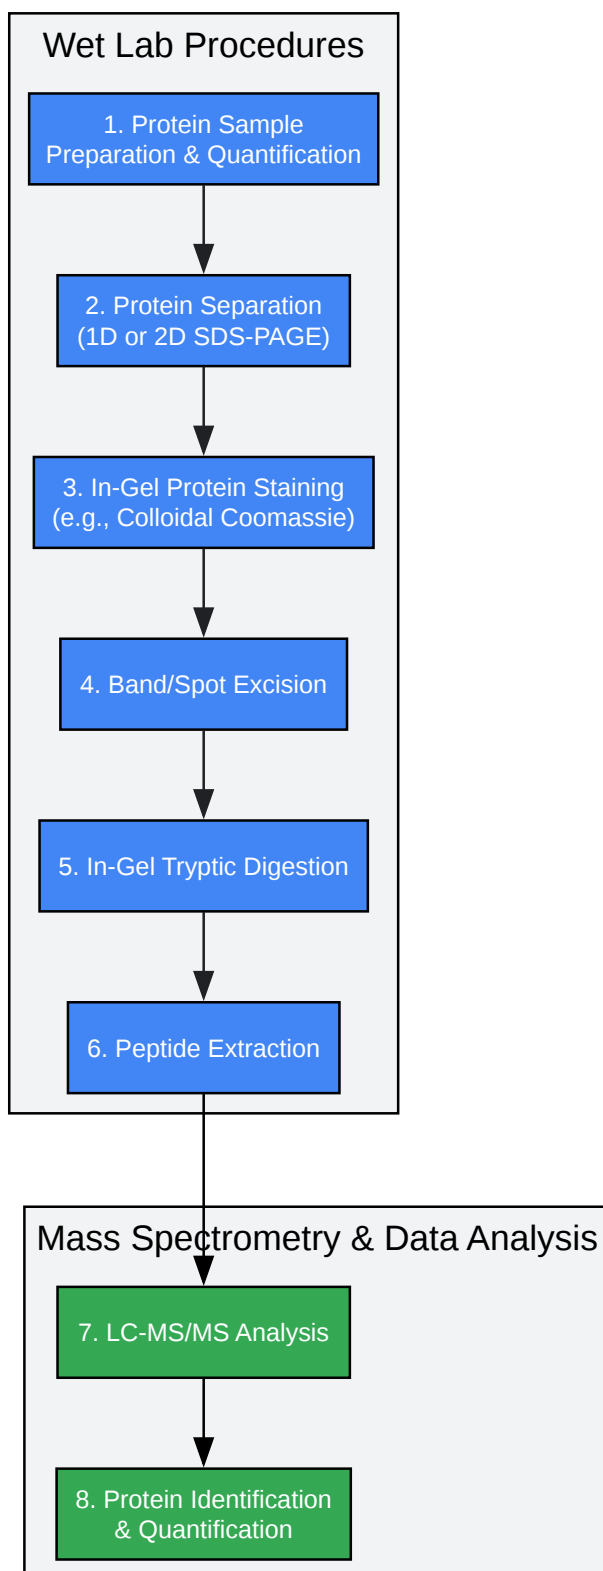 Wet Lab Procedures
1. Protein Sample
Preparation & Quantification
2. Protein Separation
(1D or 2D SDS-PAGE)
3. In-Gel Protein Staining
(e.g., Colloidal Coomassie)
4. Band/Spot Excision
5. In-Gel Tryptic Digestion
6. Peptide Extraction
Mass Spectrometry & Data Analysis
7. LC-MS/MS Analysis
8. Protein Identification
& Quantification